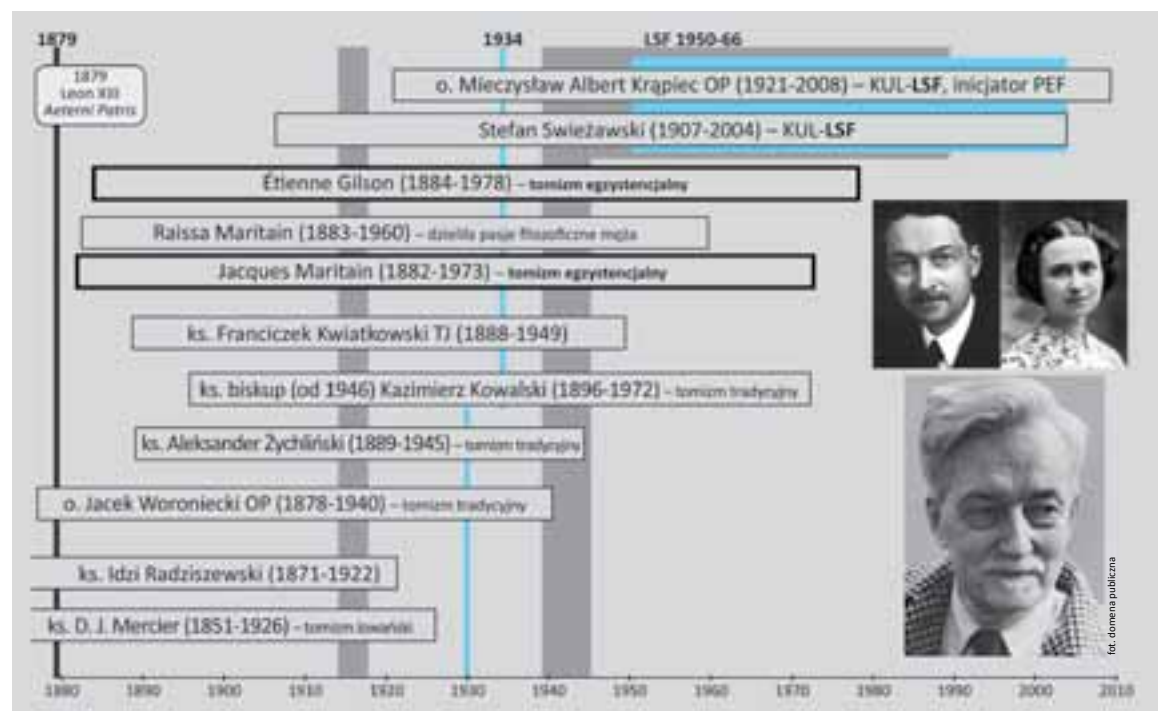 1879
1934
LSF 1950-66
1879
Leon XIII
Aeterni Patris
o. Mieczysław Albert Krąpiec OP (1921-2008) – KUL-LSF, inicjator PEF
Stefan Swieżawski (1907-2004) – KUL-LSF
Étienne Gilson (1884-1978) – tomizm egzystencjalny
Raissa Maritain (1883-1960) – dzieliła pasje filozoficzne męża
Jacques Maritain (1882-1973) – tomizm egzystencjalny
ks. Franciczek Kwiatkowski TJ (1888-1949)
ks. biskup (od 1946) Kazimierz Kowalski (1896-1972) – tomizm tradycyjny
ks. Aleksander Żychliński (1889-1945) – tomizm tradycyjny
o. Jacek Woroniecki OP (1878-1940) – tomizm tradycyjny
ks. Idzi Radziszewski (1871-1922)
ks. D. J. Mercier (1851-1926) – tomizm lowański
1880 1890 1900 1910 1920 1930 1940 1950 1960 1970 1980 1990 2000 2010
fot. domena publiczna